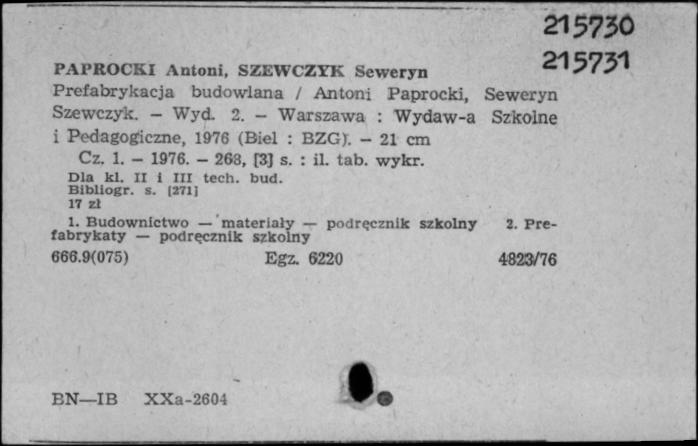 215730
215731
PAPROCKI Antoni, SZEWCZYK Seweryn
Prefabrykacja budowlana / Antoni Paprocki, Seweryn
Szewczyk. — Wyd. 2. — Warszawa : Wydaw-a Szkolne
i Pedagogiczne, 1976 (Biel : BZG). — 21 cm
Cz. 1. — 1976. — 268, [3] s. : il. tab. wykr.
Dla kl. II i III tech. bud.
Bibliogr. s. [271]
17 zł
1. Budownictwo — materiały — podręcznik szkolny 2. Pre-
fabrykaty — podręcznik szkolny
666.9(075) Egz. 6220 4823/76
BN—IB XXa-2604